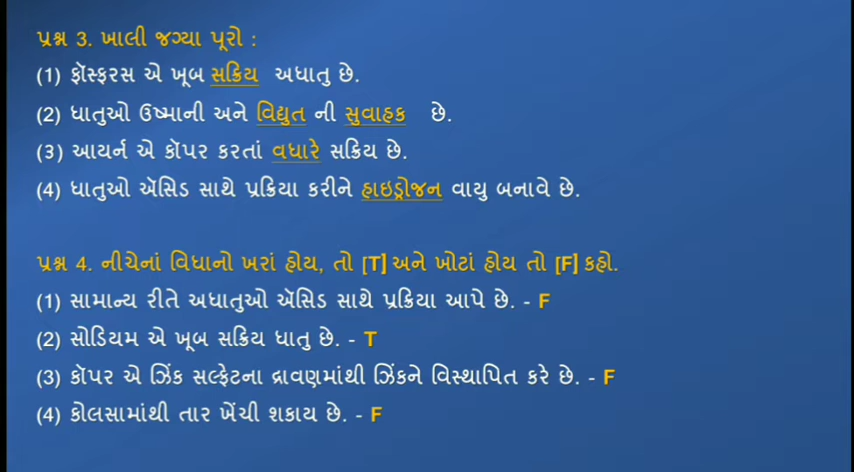 પ્રશ્ન 3. ખાલી જગ્યા પૂરો :
(1) ફૉસ્ફરસ એ ખૂબ સક્રિય અધાતુ છે.
(2) ધાતુઓ ઉષ્માની અને વિદ્યુત ની સુવાહક છે.
(3) આયર્ન એ કૉપર કરતાં વધારે સક્રિય છે.
(4) ધાતુઓ ઍસિડ સાથે પ્રક્રિયા કરીને હાઇડ્રોજન વાયુ બનાવે છે.
પ્રશ્ન 4. નીચેનાં વિધાનો ખરાં હોય, તો [T] અને ખોટાં હોય તો [F] કહો.
(1) સામાન્ય રીતે અધાતુઓ ઍસિડ સાથે પ્રક્રિયા આપે છે. - F
(2) સોડિયમ એ ખૂબ સક્રિય ધાતુ છે. - T
(3) કૉપર એ ઝિંક સલ્ફેટના દ્રાવણમાંથી ઝિંકને વિસ્થાપિત કરે છે. - F
(4) કોલસામાંથી તાર ખેંચી શકાય છે. - F